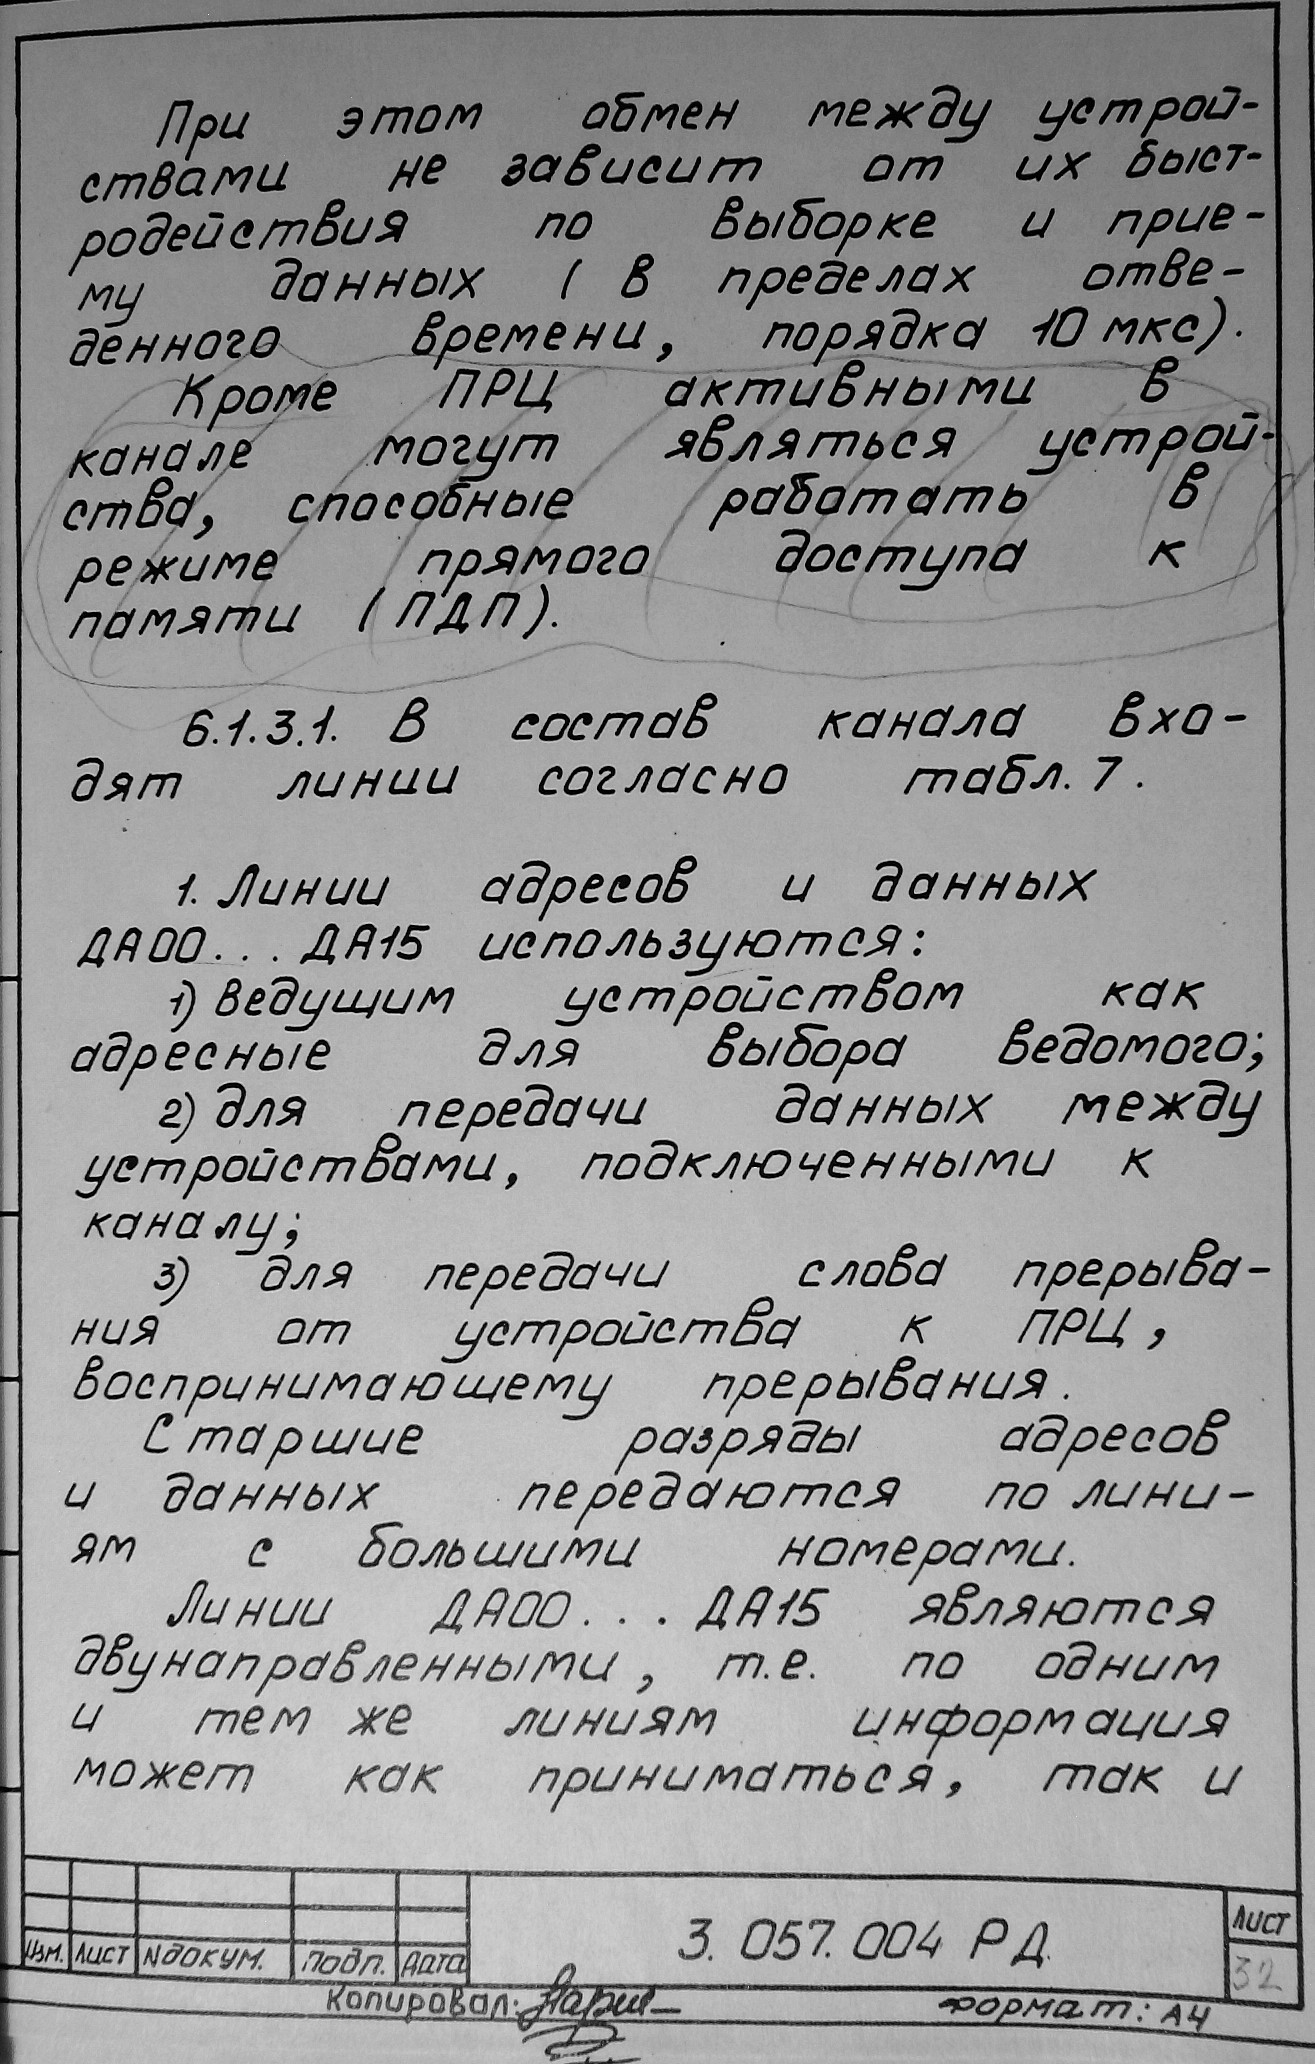 При этом обмен между устрой-
ствами не зависит от их быст-
родействия по выборке и прие-
му данных (в пределах отве-
денного времени, порядка 10 мкс).
Кроме ПРЦ активными в
канале могут являться устрой-
ства, способные работать в
режиме прямого доступа к
памяти (ПДП).
6.1.3.1. В состав канала вхо-
дят линии согласно табл. 7.
1. Линии адресов и данных
ДА00... ДА15 используются:
1) ведущим устройством как
адресные для выбора ведомого;
2) для передачи данных между
устройствами, подключенными к
каналу;
3) для передачи слова прерыва-
ния от устройства к ПРЦ,
воспринимающему прерывания.
Старшие разряды адресов
и данных передаются по лини-
ям с большими номерами.
Линии ДА00... ДА15 являются
двунаправленными, т.е. по одним
и тем же линиям информация
может как приниматься, так и
3.057.004 РД
Лист
32
Изм. Лист Nдокум. Подп. Дата
Копировал:
Формат: А4